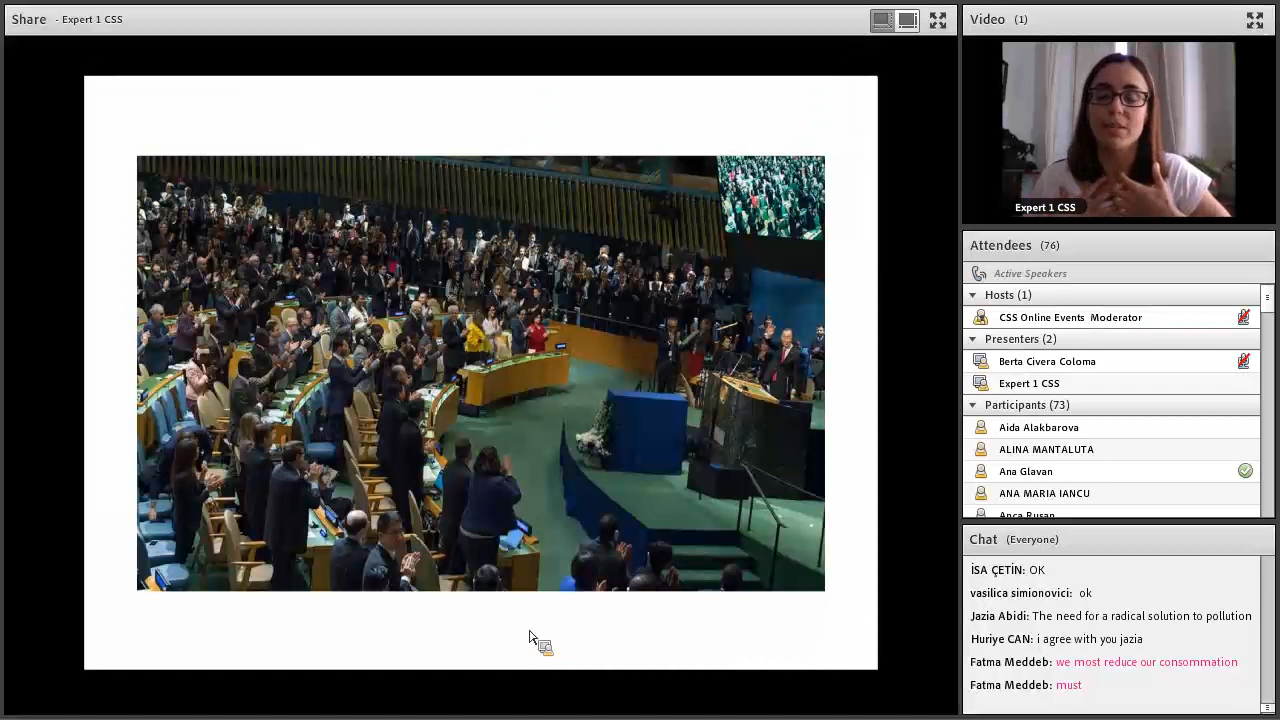 Share - Expert 1 CSS
Video (1)
Expert 1 CSS
Attendees (76)
Active Speakers
Hosts (1)
CSS Online Events Moderator
Presenters (2)
Berta Civera Coloma
Expert 1 CSS
Participants (73)
Aida Alakbarova
ALINA MANTALUTA
Ana Glavan
ANA MARIA IANCU
Anca Rusan
Chat (Everyone)
İSA ÇETİN: OK
vasilica simionovici: ok
Jazia Abidi: The need for a radical solution to pollution
Huriye CAN: i agree with you jazia
Fatma Meddeb: we most reduce our consommation
Fatma Meddeb: must